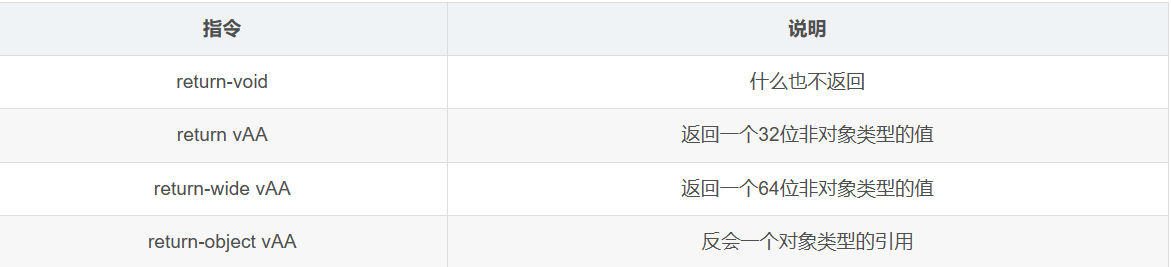 指令 说明
return-void 什么也不返回
return vAA 返回一个32位非对象类型的值
return-wide vAA 返回一个64位非对象类型的值
return-object vAA 反会一个对象类型的引用